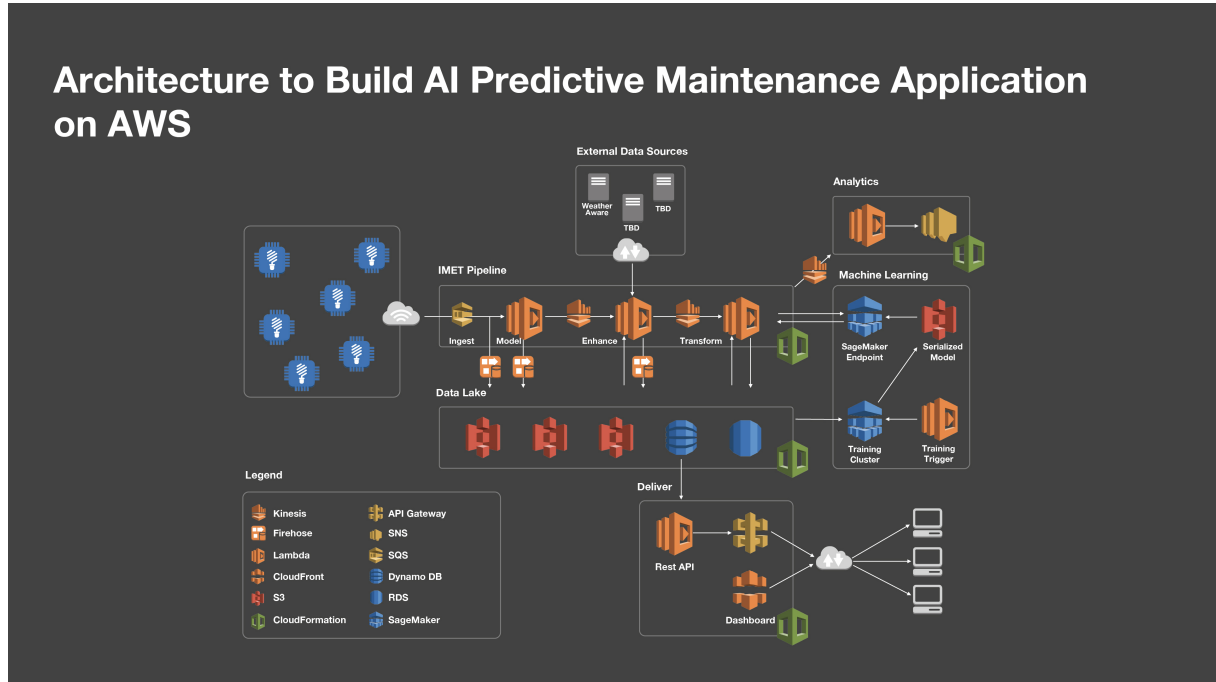 Architecture to Build AI Predictive Maintenance Application
on AWS
External Data Sources
Weather
Aware
TBD
TBD
Analytics
IMET Pipeline
Ingest
Model
Enhance
Transform
Machine Learning
SageMaker
Endpoint
Serialized
Model
Data Lake
Training
Cluster
Training
Trigger
Legend
Kinesis
Firehose
Lambda
CloudFront
S3
CloudFormation
API Gateway
SNS
SQS
Dynamo DB
RDS
SageMaker
Deliver
Rest API
Dashboard